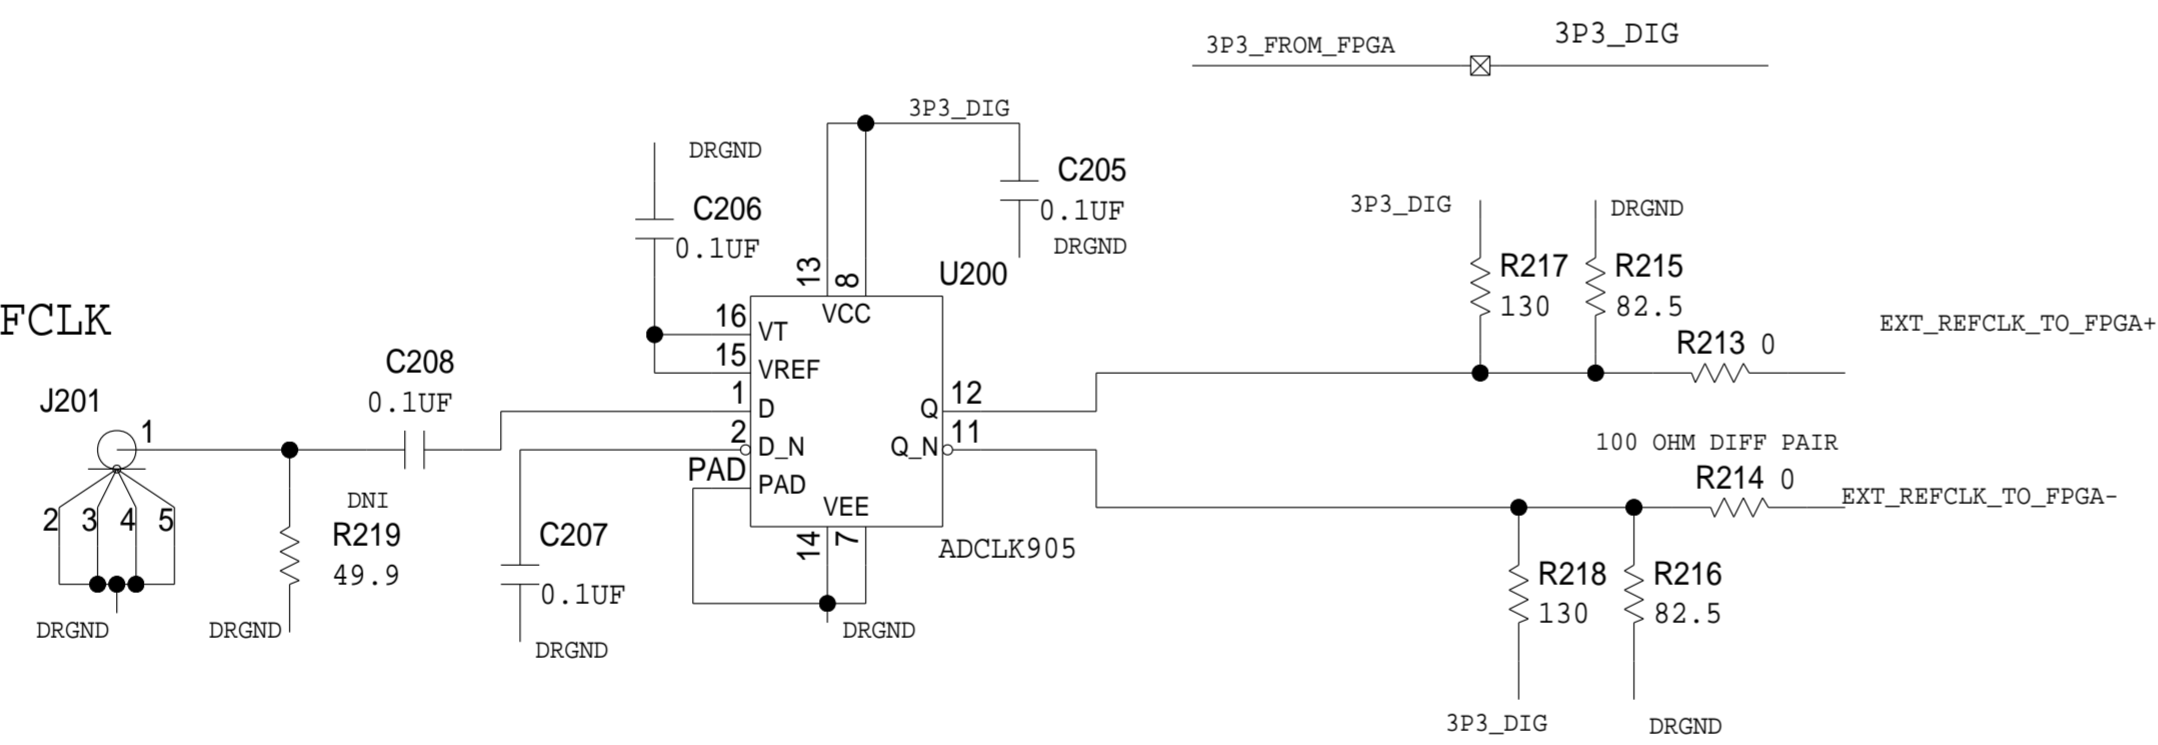 3P3_FROM_FPGA
3P3_DIG
3P3_DIG
DRGND
C206
0.1UF
C205
0.1UF
DRGND
3P3_DIG
DRGND
R217
130
R215
82.5
R213 0
EXT_REFCLK_TO_FPGA+
FCLK
J201
1
2 3 4 5
DRGND
C208
0.1UF
DNI
R219
49.9
DRGND
C207
0.1UF
DRGND
U200
13 8
VCC
16 VT
15 VREF
1 D
2 D_N
PAD PAD
Q 12
Q_N 11
VEE
14 7
ADCLK905
DRGND
100 OHM DIFF PAIR
R214 0
EXT_REFCLK_TO_FPGA-
R218
130
R216
82.5
3P3_DIG
DRGND